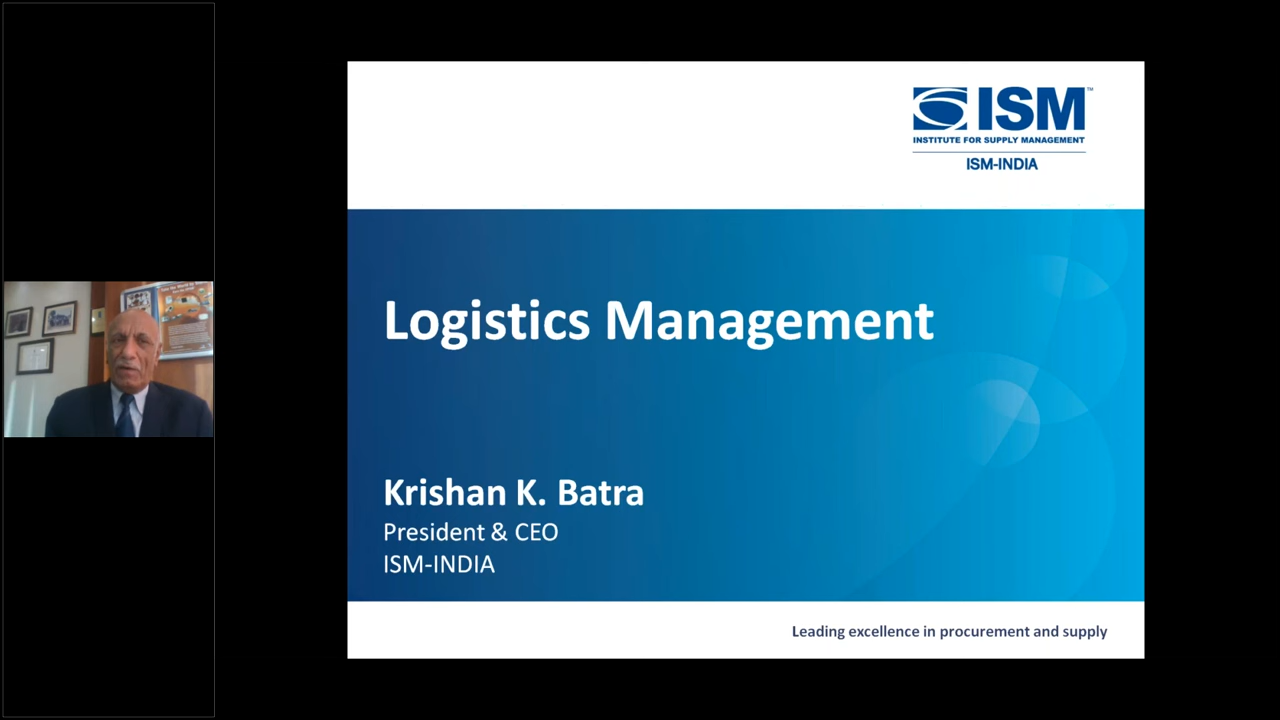 ISM™
INSTITUTE FOR SUPPLY MANAGEMENT
ISM-INDIA
Logistics Management
Krishan K. Batra
President & CEO
ISM-INDIA
Leading excellence in procurement and supply